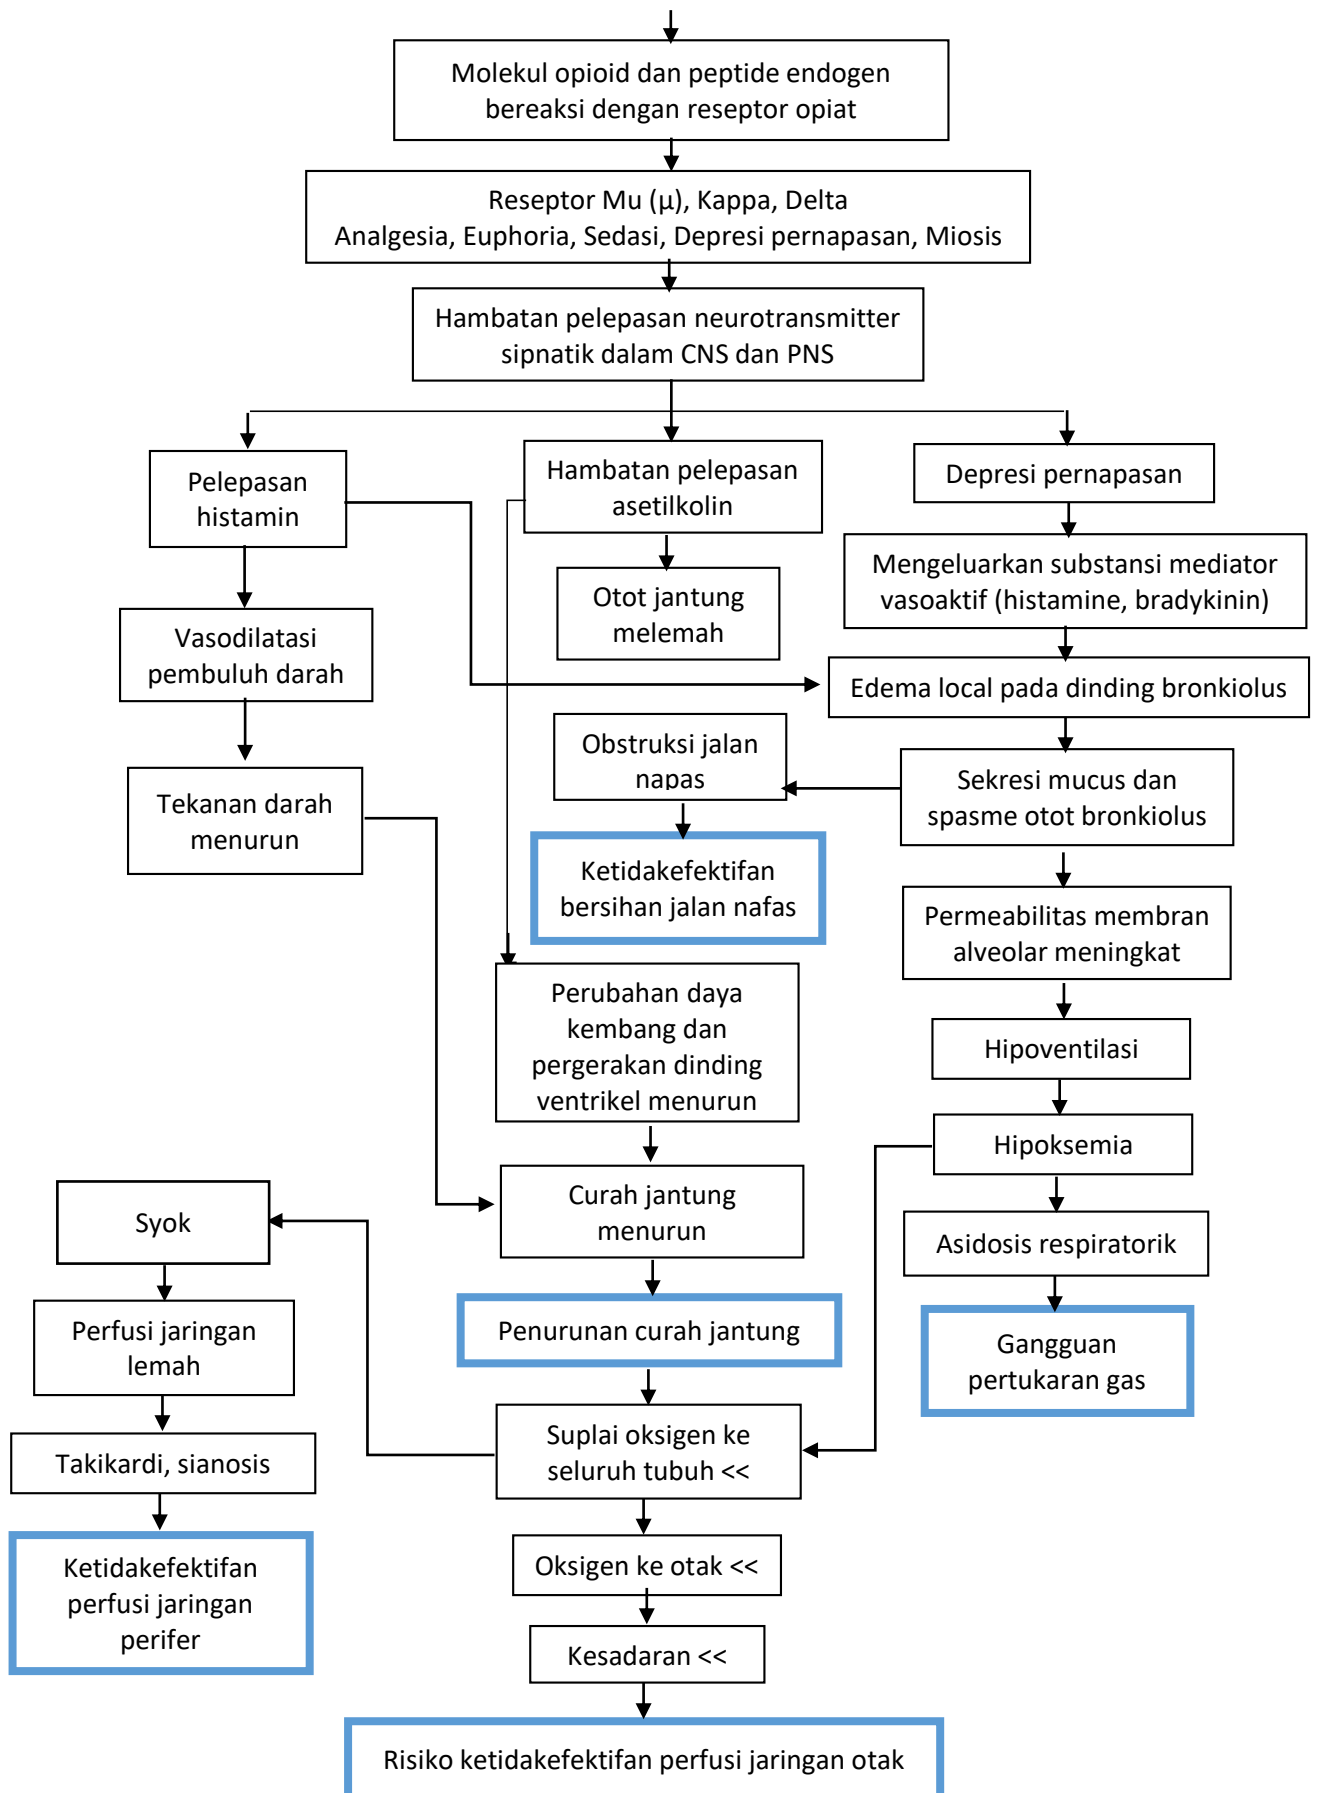 Molekul opioid dan peptide endogen
bereaksi dengan reseptor opiat
Reseptor Mu (µ), Kappa, Delta
Analgesia, Euphoria, Sedasi, Depresi pernapasan, Miosis
Hambatan pelepasan neurotransmitter
sipnatik dalam CNS dan PNS
Pelepasan
histamin
Hambatan pelepasan
asetilkolin
Depresi pernapasan
Mengeluarkan substansi mediator
vasoaktif (histamine, bradykinin)
Otot jantung
melemah
Vasodilatasi
pembuluh darah
Edema local pada dinding bronkiolus
Obstruksi jalan
napas
Sekresi mucus dan
spasme otot bronkiolus
Tekanan darah
menurun
Ketidakefektifan
bersihan jalan nafas
Permeabilitas membran
alveolar meningkat
Perubahan daya
kembang dan
pergerakan dinding
ventrikel menurun
Hipoventilasi
Hipoksemia
Curah jantung
menurun
Syok
Asidosis respiratorik
Perfusi jaringan
lemah
Penurunan curah jantung
Gangguan
pertukaran gas
Suplai oksigen ke
seluruh tubuh <<
Takikardi, sianosis
Oksigen ke otak <<
Ketidakefektifan
perfusi jaringan
perifer
Kesadaran <<
Risiko ketidakefektifan perfusi jaringan otak